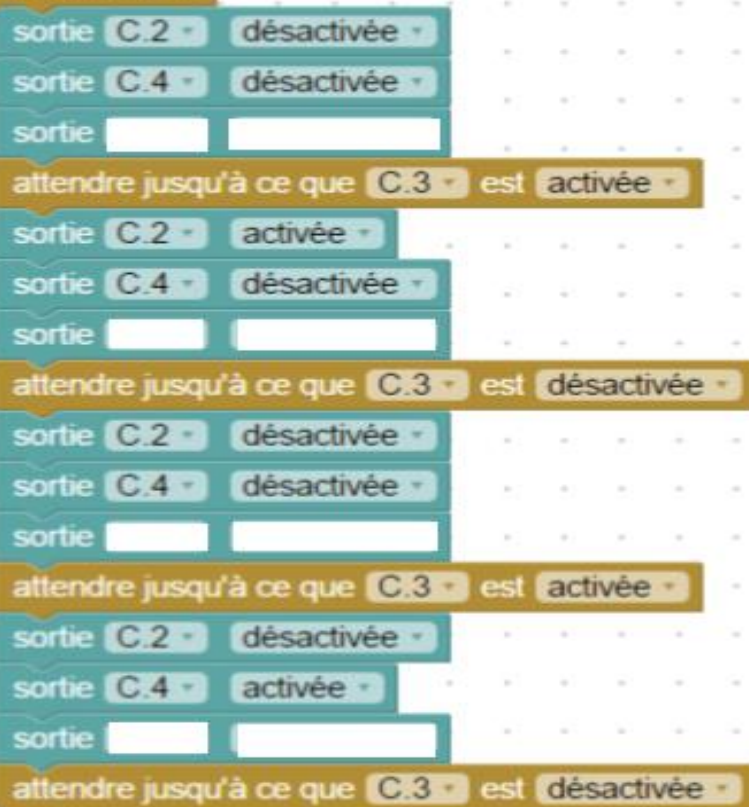 sortie C.2 désactivée
sortie C.4 désactivée
sortie
attendre jusqu'à ce que C.3 est activée
sortie C.2 activée
sortie C.4 désactivée
sortie
attendre jusqu'à ce que C.3 est désactivée
sortie C.2 désactivée
sortie C.4 désactivée
sortie
attendre jusqu'à ce que C.3 est activée
sortie C.2 désactivée
sortie C.4 activée
sortie
attendre jusqu'à ce que C.3 est désactivée